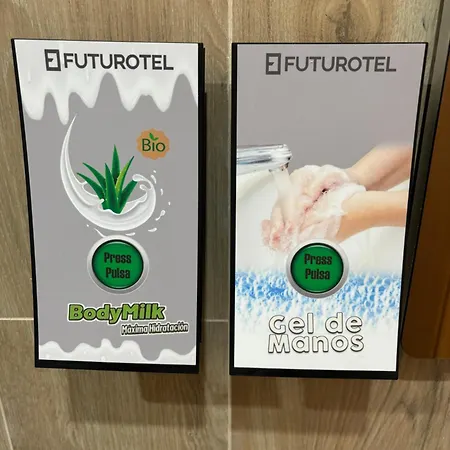 FUTUROTEL
Bio
Press
Pulsa
BodyMilk
Máxima Hidratación
FUTUROTEL
Press
Pulsa
Gel de
Manos